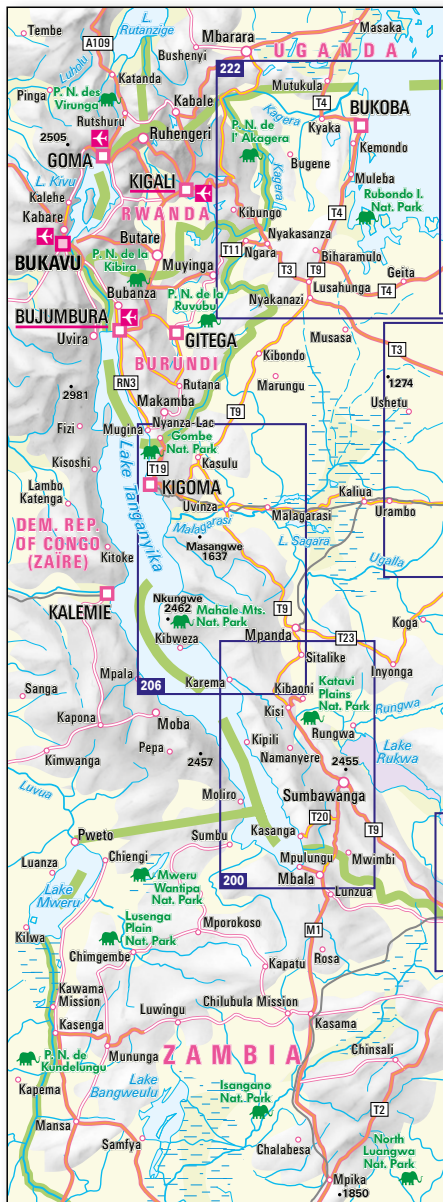 Tembe
L.
Rutanzige
Masaka
A109
Mbarara
Bushenyi
UGANDA
Luholu
Katanda
222
Mutukula
Pinga
P. N. des
Virunga
Kabale
T4
BUKOBA
Rutshuru
Kagera
Kyaka
2505
Ruhengeri
P. N. de
l' Akagera
Kemondo
GOMA
Bugene
L. Kivu
KIGALI
Kagera
Muleba
Kalehe
Rubondo I.
Nat. Park
Kabare
RWANDA
Kibungo
T4
Butare
Nyakasanza
BUKAVU
P. N. de la
Kibira
Muyinga
T11
Ngara
Biharamulo
T3
T9
Geita
Bubanza
P. N. de la
Ruvubu
Lusahunga
T4
BUJUMBURA
Nyakanazi
Uvira
GITEGA
Musasa
T3
BURUNDI
Kibondo
RN3
Rutana
Marungu
1274
2981
Makamba
Ushetu
T9
Fizi
Mugina
Nyanza-Lac
Gombe
Nat. Park
Kisoshi
Lake Tanganyika
T19
Kasulu
Lambo
Katenga
KIGOMA
Kaliua
Uvinza
Malagarasi
Urambo
DEM. REP.
OF CONGO
(ZAÏRE)
Malagarasi
L. Sagara
Kitoke
Masangwe
1637
Ugalla
Nkungwe
2462
Mahale Mts.
Nat. Park
KALEMIE
T9
Koga
Kibweza
Mpanda
T23
Sitalike
Inyonga
Mpala
206
Karema
Sanga
Kibaoni
Katavi
Plains
Nat. Park
Kapona
Moba
Kisi
Rungwa
Rungwa
Kipili
Pepa
2457
Namanyere
Lake
Rukwa
Kimwanga
2455
Luvua
Moliro
Sumbawanga
T20
Pweto
Sumbu
Kasanga
T9
Chiengi
Mpulungu
Mwimbi
Luanza
200
Mbala
Lake
Mweru
Mweru
Wantipa
Nat. Park
Lunzua
Lusenga
Plain
Nat. Park
Mporokoso
M1
Kilwa
Rosa
Chimgembe
Kapatu
Kawama
Mission
Chilubula Mission
Luwingu
Kasama
Kasenga
Mununga
ZAMBIA
Chinsali
P. N. de
Kundelungu
Kapema
Lake
Bangweulu
Isangano
Nat. Park
T2
Mansa
Samfya
Chalabesa
North
Luangwa
Nat. Park
Mpika
1850